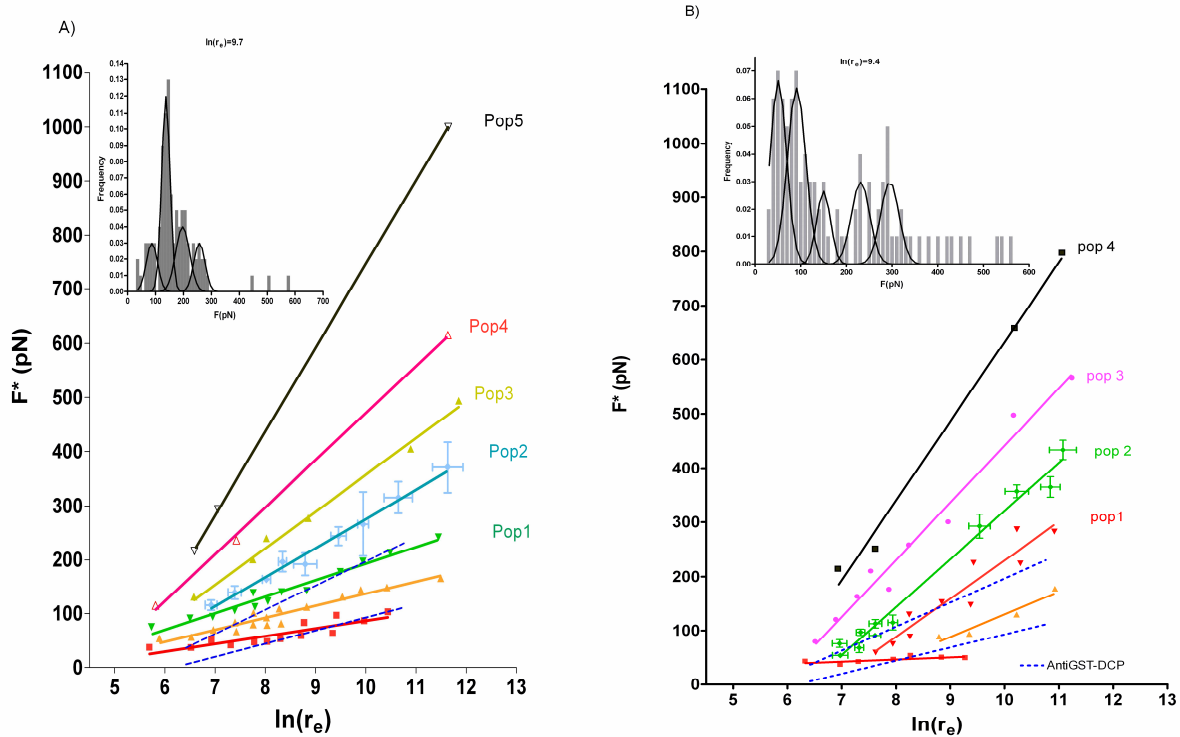 A)
ln(re)=9.7
Frequency
0.14
0.13
0.12
0.11
0.10
0.09
0.08
0.07
0.06
0.05
0.04
0.03
0.02
0.01
0.00
0 100 200 300 400 500 600 700
F(pN)
F* (pN)
1100
1000
900
800
700
600
500
400
300
200
100
0
Pop5
Pop4
Pop3
Pop2
Pop1
5 6 7 8 9 10 11 12 13
ln(re)
B)
ln(re)=9.4
Frequency
0.07
0.06
0.05
0.04
0.03
0.02
0.01
0.00
0 100 200 300 400 500 600
F(pN)
F* (pN)
1100
1000
900
800
700
600
500
400
300
200
100
0
pop 4
pop 3
pop 2
pop1
AntiGST-DCP
5 6 7 8 9 10 11 12 13
ln(re)